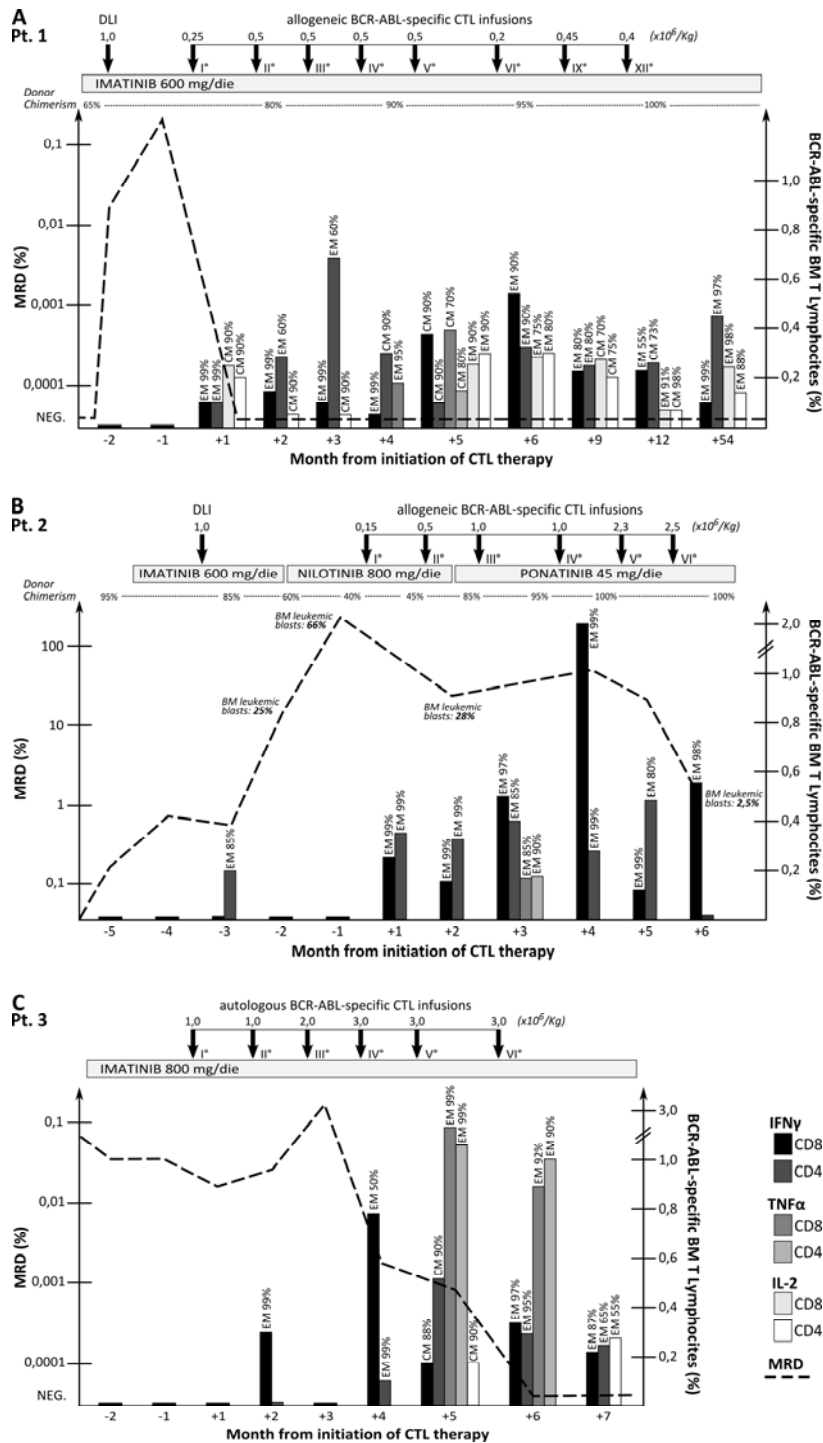 A
Pt. 1
DLI
allogeneic BCR-ABL-specific CTL infusions
1,0 0,25 0,5 0,5 0,5 0,5 0,2 0,45 0,4 (x10⁶/Kg)
I° II° III° IV° V° VI° IX° XII°
IMATINIB 600 mg/die
Donor
Chimerism 65% 80% 90% 95% 100%
MRD (%)
0,1
0,01
0,001
0,0001
NEG.
BCR-ABL-specific BM T Lymphocites (%)
1,0
0,8
0,6
0,4
0,2
EM 99% EM 99% CM 90% CM 90%
EM 99% EM 60% CM 90%
EM 99% EM 60% CM 90%
EM 99% CM 90% EM 95%
CM 90% CM 90% CM 70% CM 80% EM 90% EM 90%
EM 90% EM 90% EM 75% EM 80%
EM 80% EM 80% CM 70% CM 75%
EM 55% CM 73% EM 91% CM 98%
EM 99% EM 97% EM 98% EM 88%
-2 -1 +1 +2 +3 +4 +5 +6 +9 +12 +54
Month from initiation of CTL therapy
B
Pt. 2
DLI
allogeneic BCR-ABL-specific CTL infusions
1,0 0,15 0,5 1,0 1,0 2,3 2,5 (x10⁶/Kg)
I° II° III° IV° V° VI°
IMATINIB 600 mg/die NILOTINIB 800 mg/die PONATINIB 45 mg/die
Donor
Chimerism 95% 85% 60% 40% 45% 85% 95% 100% 100%
MRD (%)
100
10
1
0,1
BCR-ABL-specific BM T Lymphocites (%)
2,0
1,0
0,8
0,6
0,4
0,2
BM leukemic
blasts: 66%
BM leukemic
blasts: 25%
BM leukemic
blasts: 28%
BM leukemic
blasts: 2,5%
EM 85%
EM 99% EM 99%
EM 99% EM 99%
EM 97% EM 85% EM 85% EM 90%
EM 99% EM 99%
EM 99% EM 80%
EM 98%
-5 -4 -3 -2 -1 +1 +2 +3 +4 +5 +6
Month from initiation of CTL therapy
C
Pt. 3
autologous BCR-ABL-specific CTL infusions
1,0 1,0 2,0 3,0 3,0 3,0 (x10⁶/Kg)
I° II° III° IV° V° VI°
IMATINIB 800 mg/die
MRD (%)
0,1
0,01
0,001
0,0001
NEG.
BCR-ABL-specific BM T Lymphocites (%)
3,0
1,0
0,8
0,6
0,4
0,2
EM 99%
EM 50% EM 99%
CM 88% CM 90% EM 99% EM 99% CM 90%
EM 97% EM 95% EM 92% EM 90%
EM 87% EM 65% EM 55%
-2 -1 +1 +2 +3 +4 +5 +6 +7
Month from initiation of CTL therapy
IFNγ
CD8
CD4
TNFα
CD8
CD4
IL-2
CD8
CD4
MRD